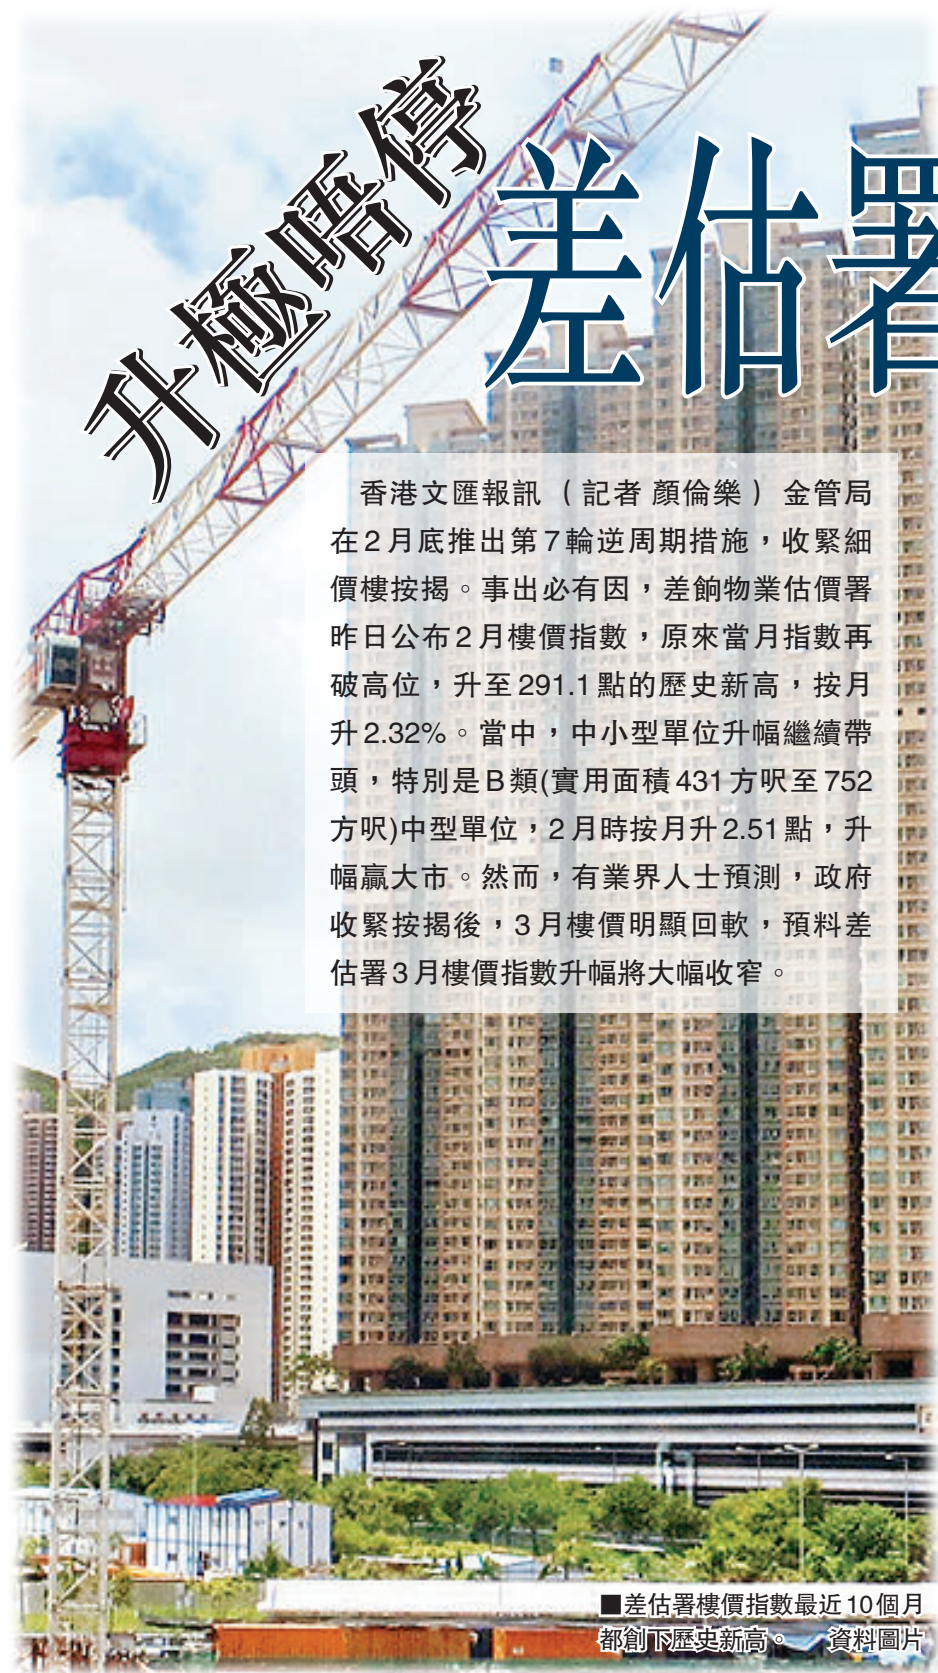 升極唔停
差估署
香港文匯報訊（記者 顏倫樂）金管局
在2月底推出第7輪逆周期措施，收緊細
價樓按揭。事出必有因，差餉物業估價署
昨日公布2月樓價指數，原來當月指數再
破高位，升至291.1點的歷史新高，按月
升2.32%。當中，中小型單位升幅繼續帶
頭，特別是B類(實用面積431方呎至752
方呎)中型單位，2月時按月升2.51點，升
幅贏大市。然而，有業界人士預測，政府
收緊按揭後，3月樓價明顯回軟，預料差
估署3月樓價指數升幅將大幅收窄。
■差估署樓價指數最近10個月
都創下歷史新高。 資料圖片